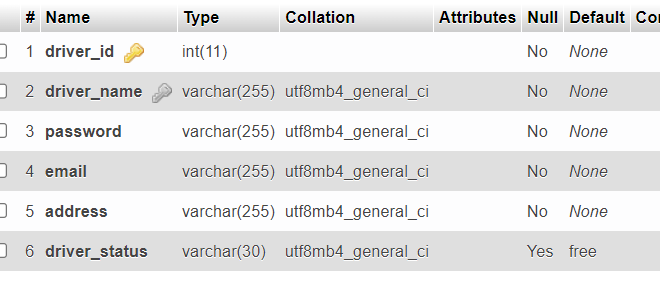 # Name Type Collation Attributes Null Default Co
1 driver_id int(11) No None
2 driver_name varchar(255) utf8mb4_general_ci No None
3 password varchar(255) utf8mb4_general_ci No None
4 email varchar(255) utf8mb4_general_ci No None
5 address varchar(255) utf8mb4_general_ci No None
6 driver_status varchar(30) utf8mb4_general_ci Yes free